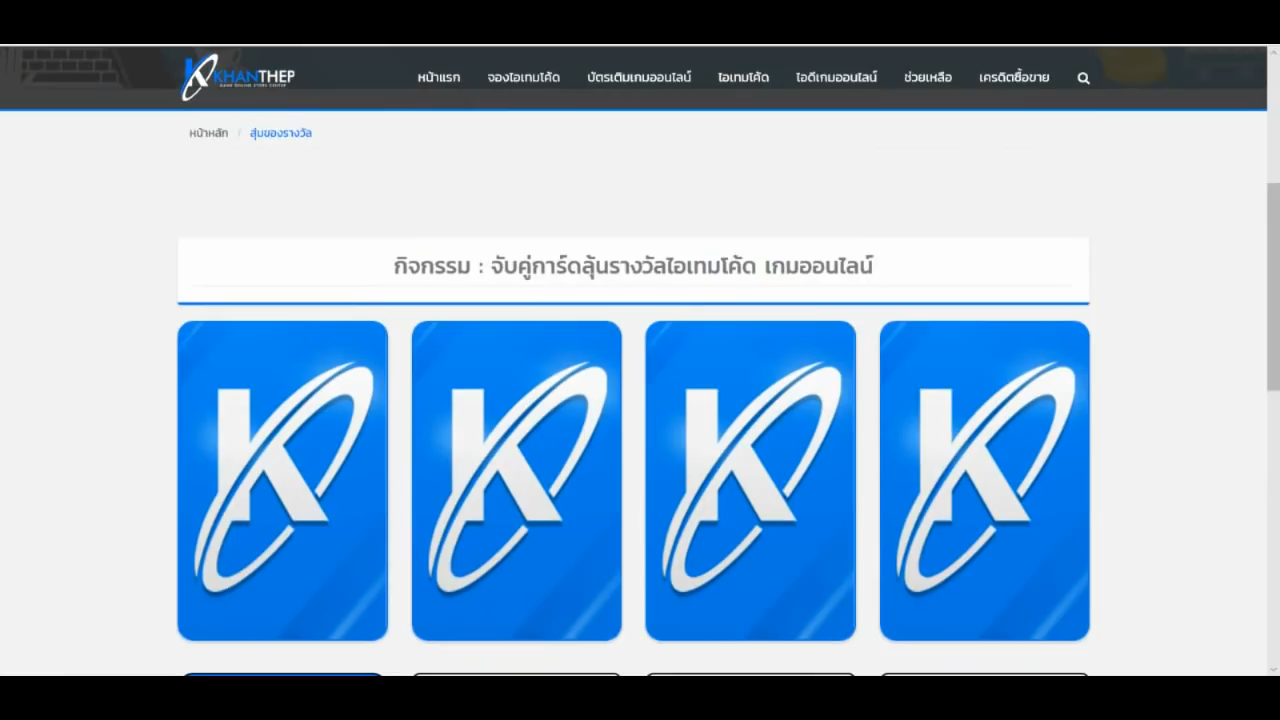 KHANTHEP
หน้าแรก
จองไอเทมโค้ด
บัตรเติมเกมออนไลน์
ไอเทมโค้ด
ไอดีเกมออนไลน์
ช่วยเหลือ
เครดิตซื้อขาย
หน้าหลัก / สุ่มของรางวัล
กิจกรรม : จับคู่การ์ดลุ้นรางวัลไอเทมโค้ด เกมออนไลน์
K
K
K
K